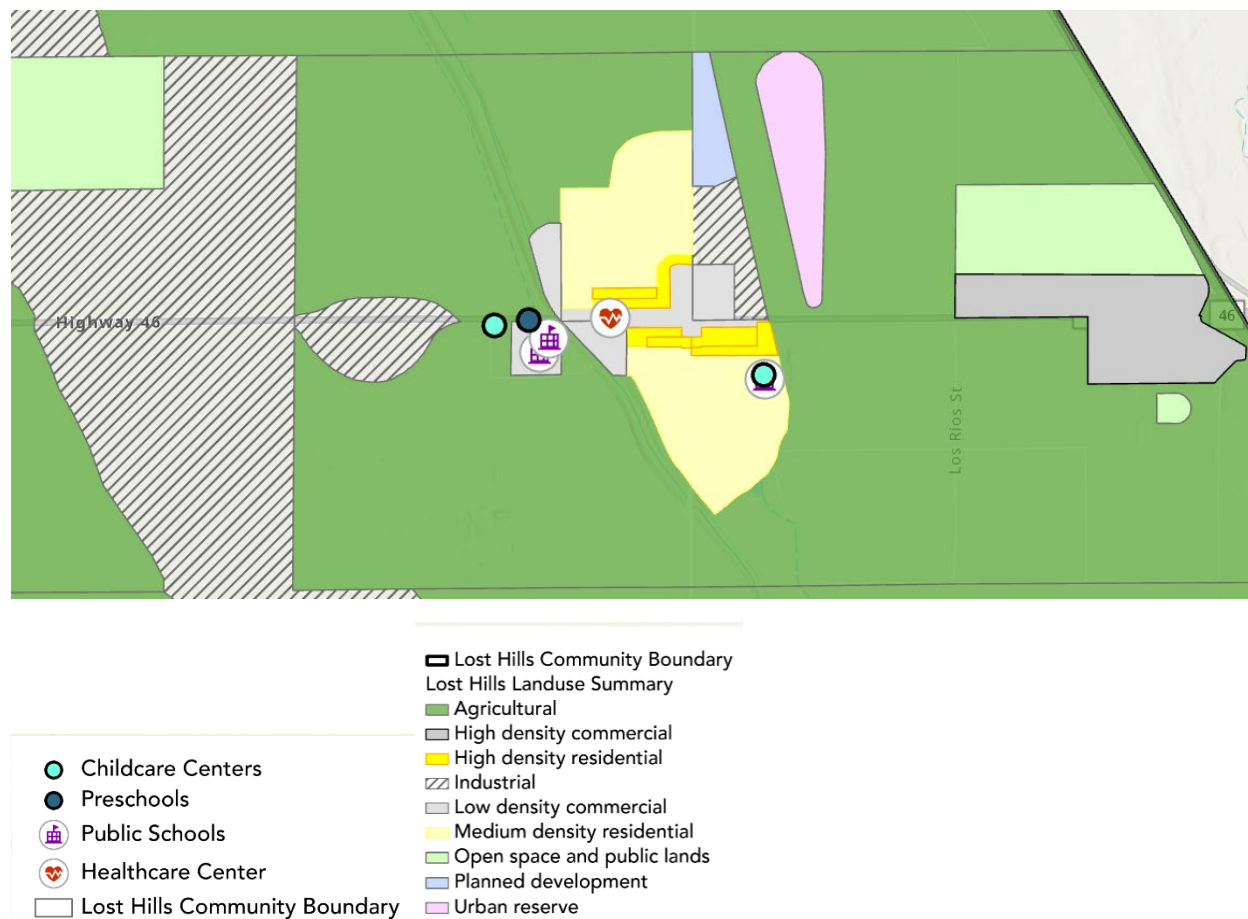 Highway 46
46
Los Rios St
Lost Hills Community Boundary
Lost Hills Landuse Summary
Agricultural
High density commercial
High density residential
Industrial
Low density commercial
Medium density residential
Open space and public lands
Planned development
Urban reserve
Childcare Centers
Preschools
Public Schools
Healthcare Center
Lost Hills Community Boundary